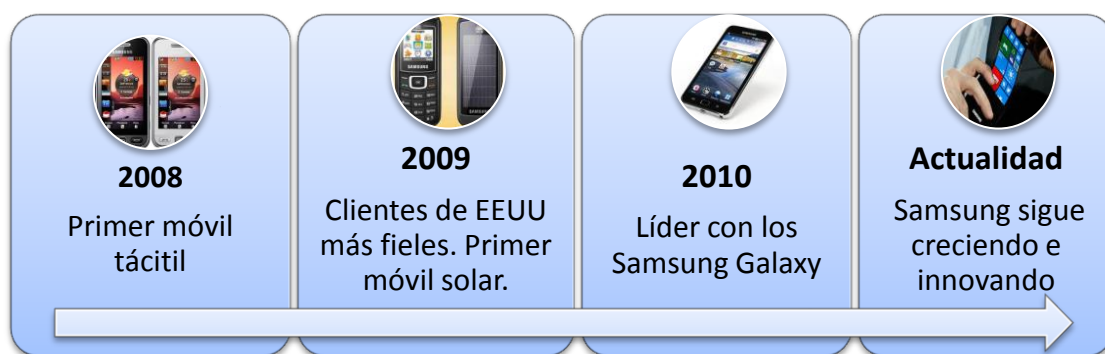 2008
Primer móvil
tácitil
2009
Clientes de EEUU
más fieles. Primer
móvil solar.
2010
Líder con los
Samsung Galaxy
Actualidad
Samsung sigue
creciendo e
innovando